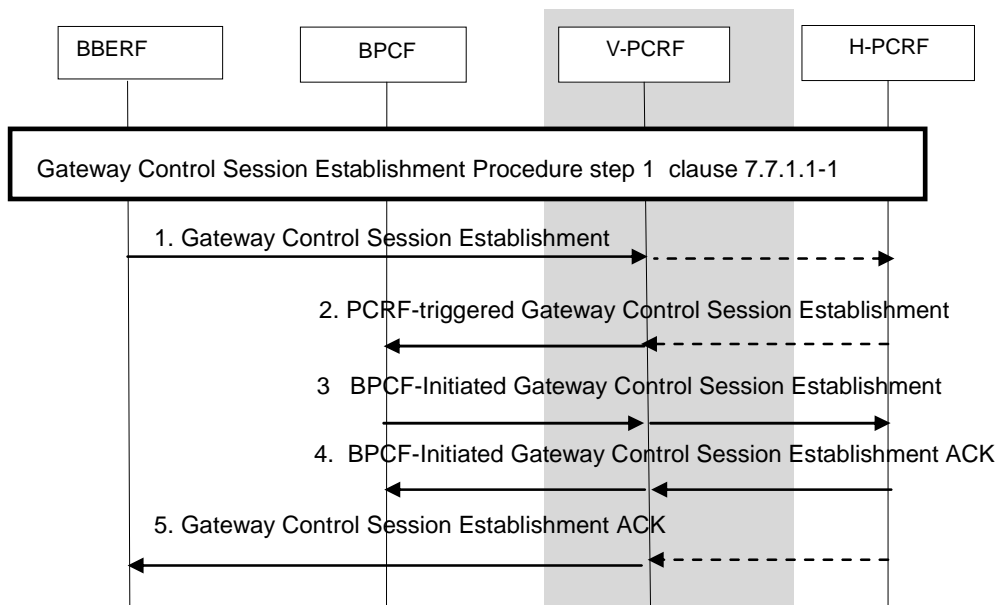 BBERF
BPCF
V-PCRF
H-PCRF
Gateway Control Session Establishment Procedure step 1 clause 7.7.1.1-1
1. Gateway Control Session Establishment
2. PCRF-triggered Gateway Control Session Establishment
3 BPCF-Initiated Gateway Control Session Establishment
4. BPCF-Initiated Gateway Control Session Establishment ACK
5. Gateway Control Session Establishment ACK